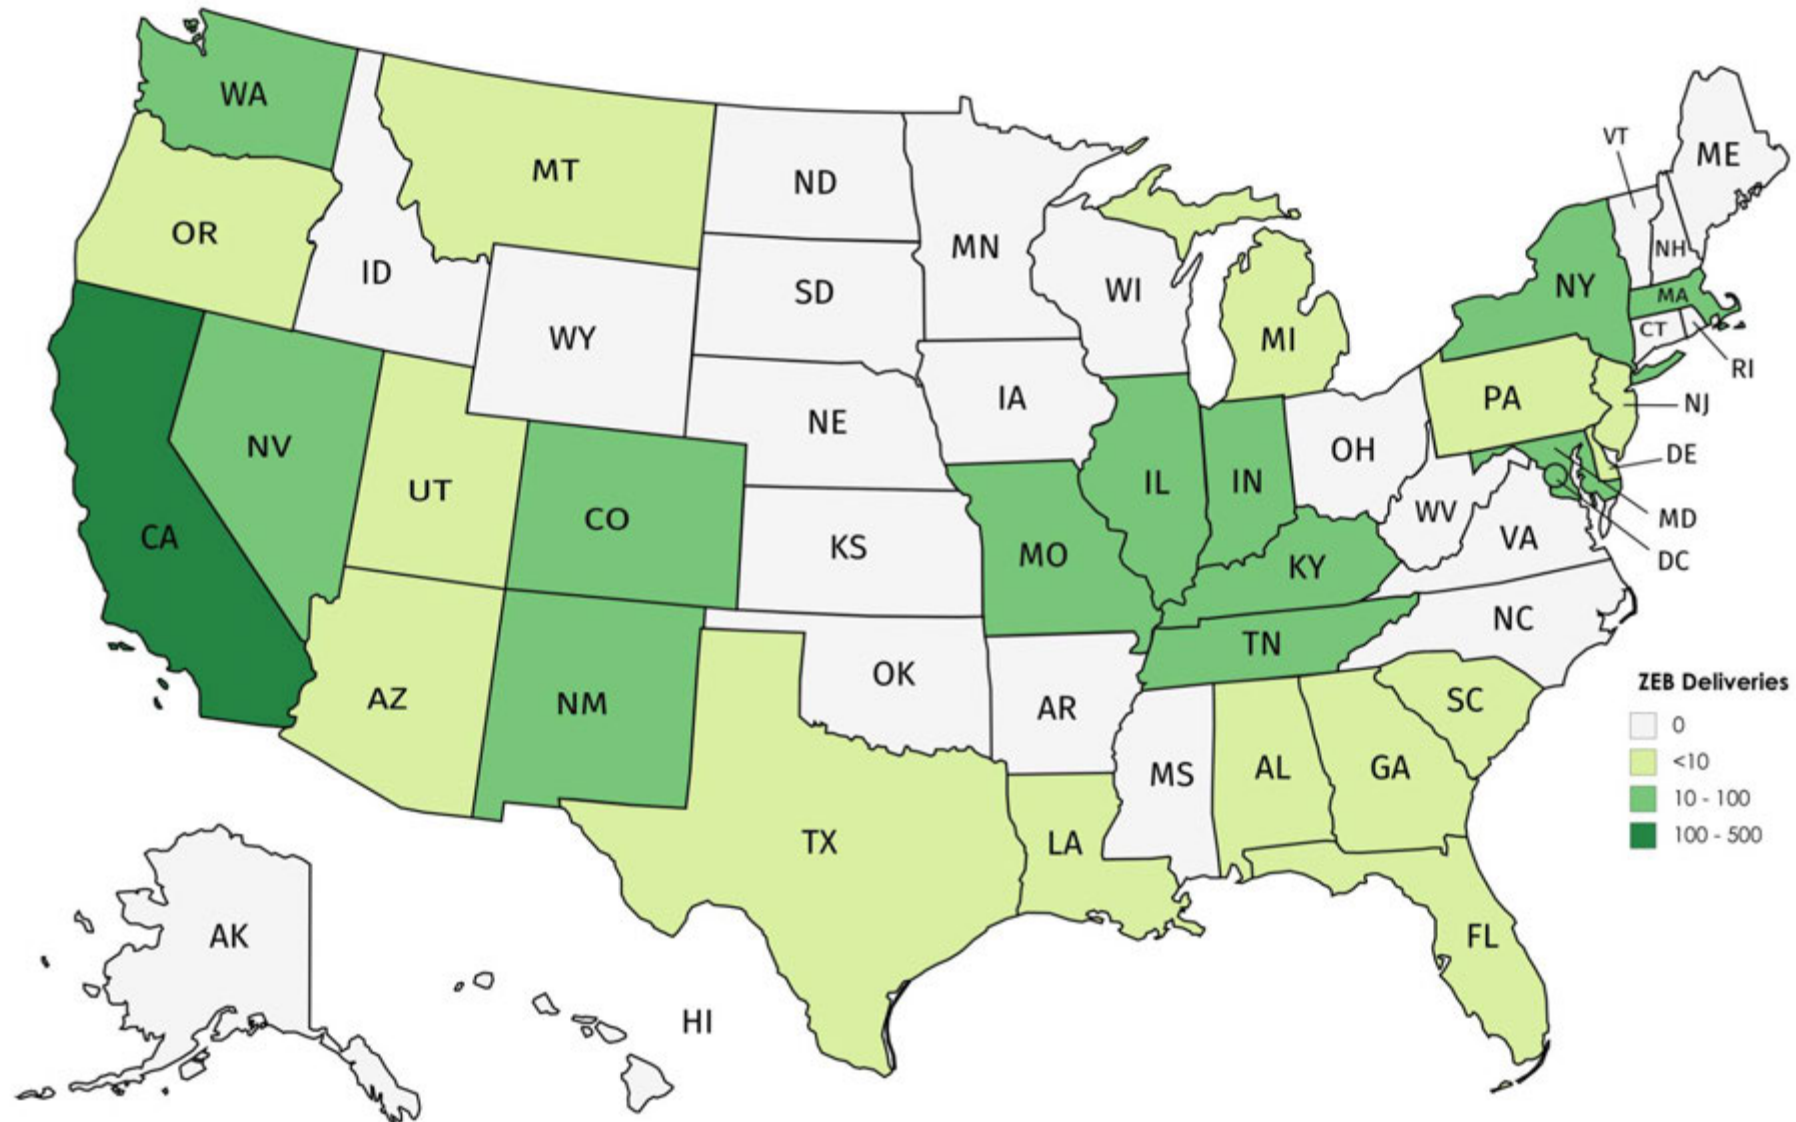 WA
MT
ND
MN
VT
ME
OR
ID
SD
WI
NH
NY
MA
WY
MI
CT
RI
IA
PA
NJ
NE
OH
NV
UT
IL
IN
DE
CO
WV
MD
CA
KS
MO
KY
VA
DC
TN
NC
AZ
NM
OK
AR
SC
ZEB Deliveries
0
MS
AL
GA
<10
10 - 100
TX
LA
100 - 500
AK
FL
HI